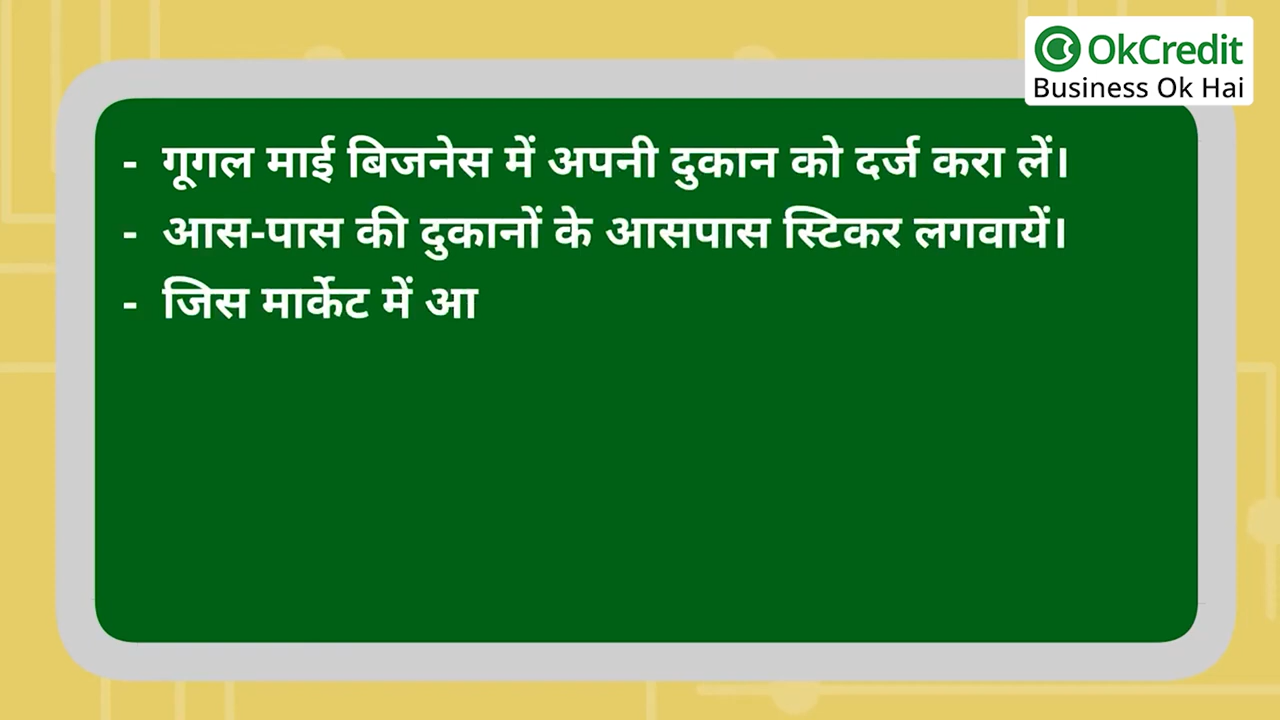 OkCredit
Business Ok Hai
- गूगल माई बिजनेस में अपनी दुकान को दर्ज करा लें।
- आस-पास की दुकानों के आसपास स्टिकर लगवायें।
- जिस मार्केट में आ